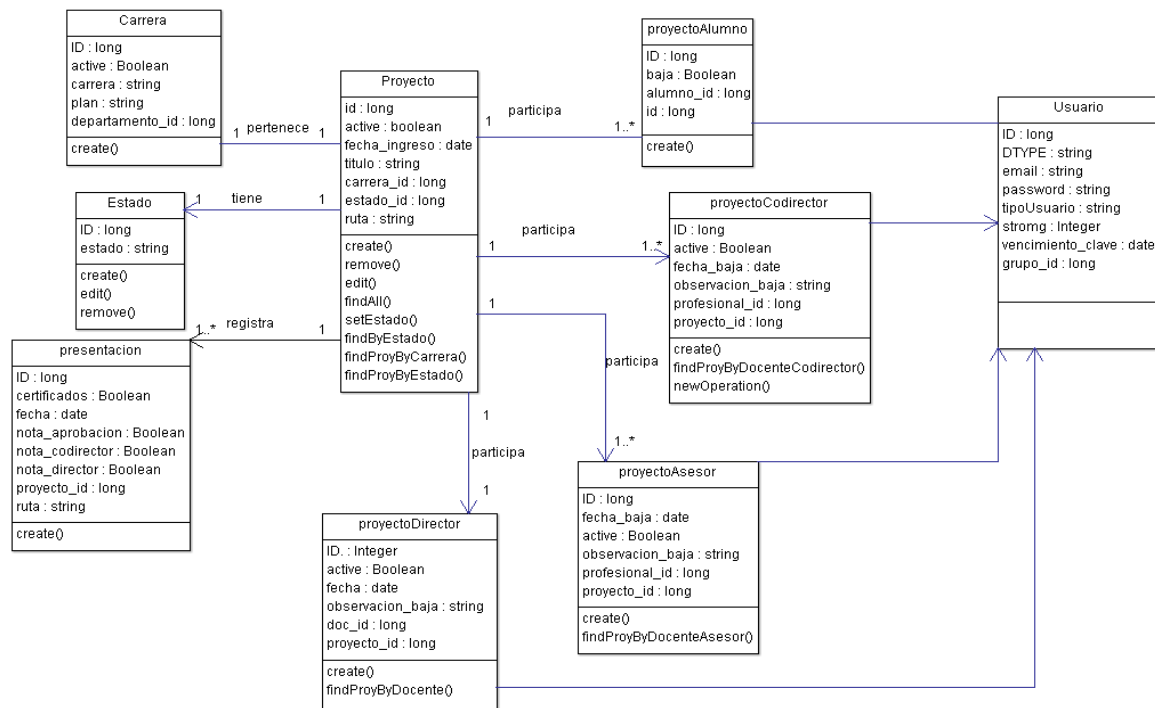 Carrera
ID : long
active : Boolean
carrera : string
plan : string
departamento_id : long
create()
1
pertenece
1
Proyecto
id : long
active : boolean
fecha_ingreso : date
titulo : string
carrera_id : long
estado_id : long
ruta : string
create()
remove()
edit()
findAll()
setEstado()
findByEstado()
findProyByCarrera()
findProyByEstado()
participa
1
1..*
proyectoAlumno
ID : long
baja : Boolean
alumno_id : long
id : long
create()
Usuario
ID : long
DTYPE : string
email : string
password : string
tipoUsuario : string
stromg : Integer
vencimiento_clave : date
grupo_id : long
Estado
ID : long
estado : string
create()
edit()
remove()
1
tiene
1
participa
1
1..*
proyectoCodirector
ID : long
active : Boolean
fecha_baja : date
observacion_baja : string
profesional_id : long
proyecto_id : long
create()
findProyByDocenteCodirector()
newOperation()
1..*
registra
1
presentacion
ID : long
certificados : Boolean
fecha : date
nota_aprobacion : Boolean
nota_codirector : Boolean
nota_director : Boolean
proyecto_id : long
ruta : string
create()
1
participa
1..*
proyectoAsesor
ID : long
fecha_baja : date
active : Boolean
observacion_baja : string
profesional_id : long
proyecto_id : long
create()
findProyByDocenteAsesor()
1
participa
1
proyectoDirector
ID. : Integer
active : Boolean
fecha : date
observacion_baja : string
doc_id : long
proyecto_id : long
create()
findProyByDocente()